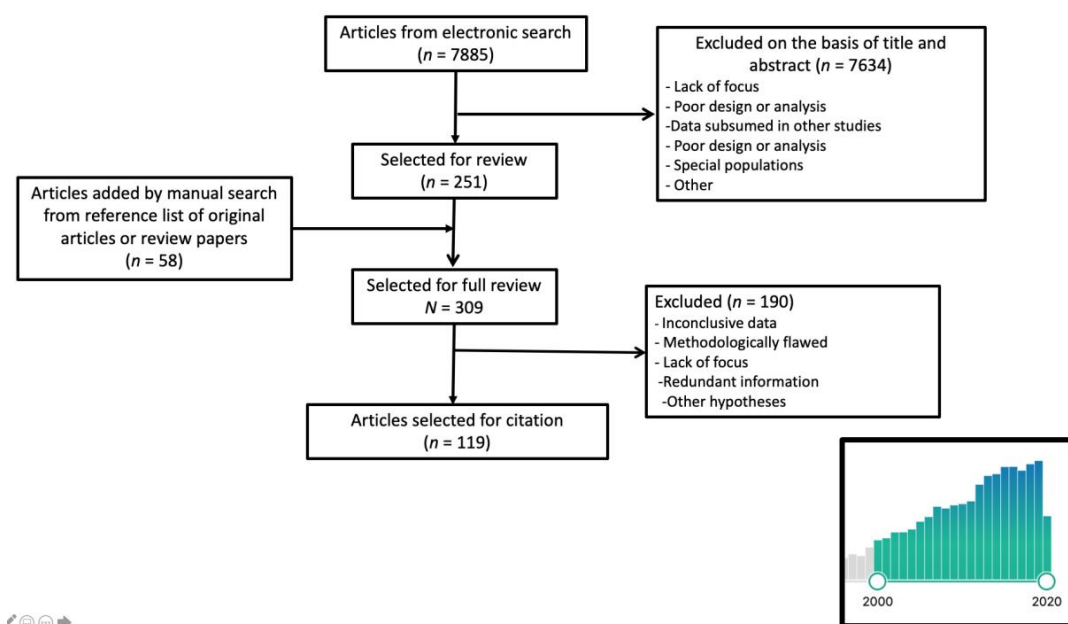 Articles from electronic search
(n = 7885)
Excluded on the basis of title and
abstract (n = 7634)
- Lack of focus
- Poor design or analysis
-Data subsumed in other studies
- Poor design or analysis
- Special populations
- Other
Selected for review
(n = 251)
Articles added by manual search
from reference list of original
articles or review papers
(n = 58)
Selected for full review
N = 309
Excluded (n = 190)
- Inconclusive data
- Methodologically flawed
- Lack of focus
-Redundant information
-Other hypotheses
Articles selected for citation
(n = 119)
2000
2020